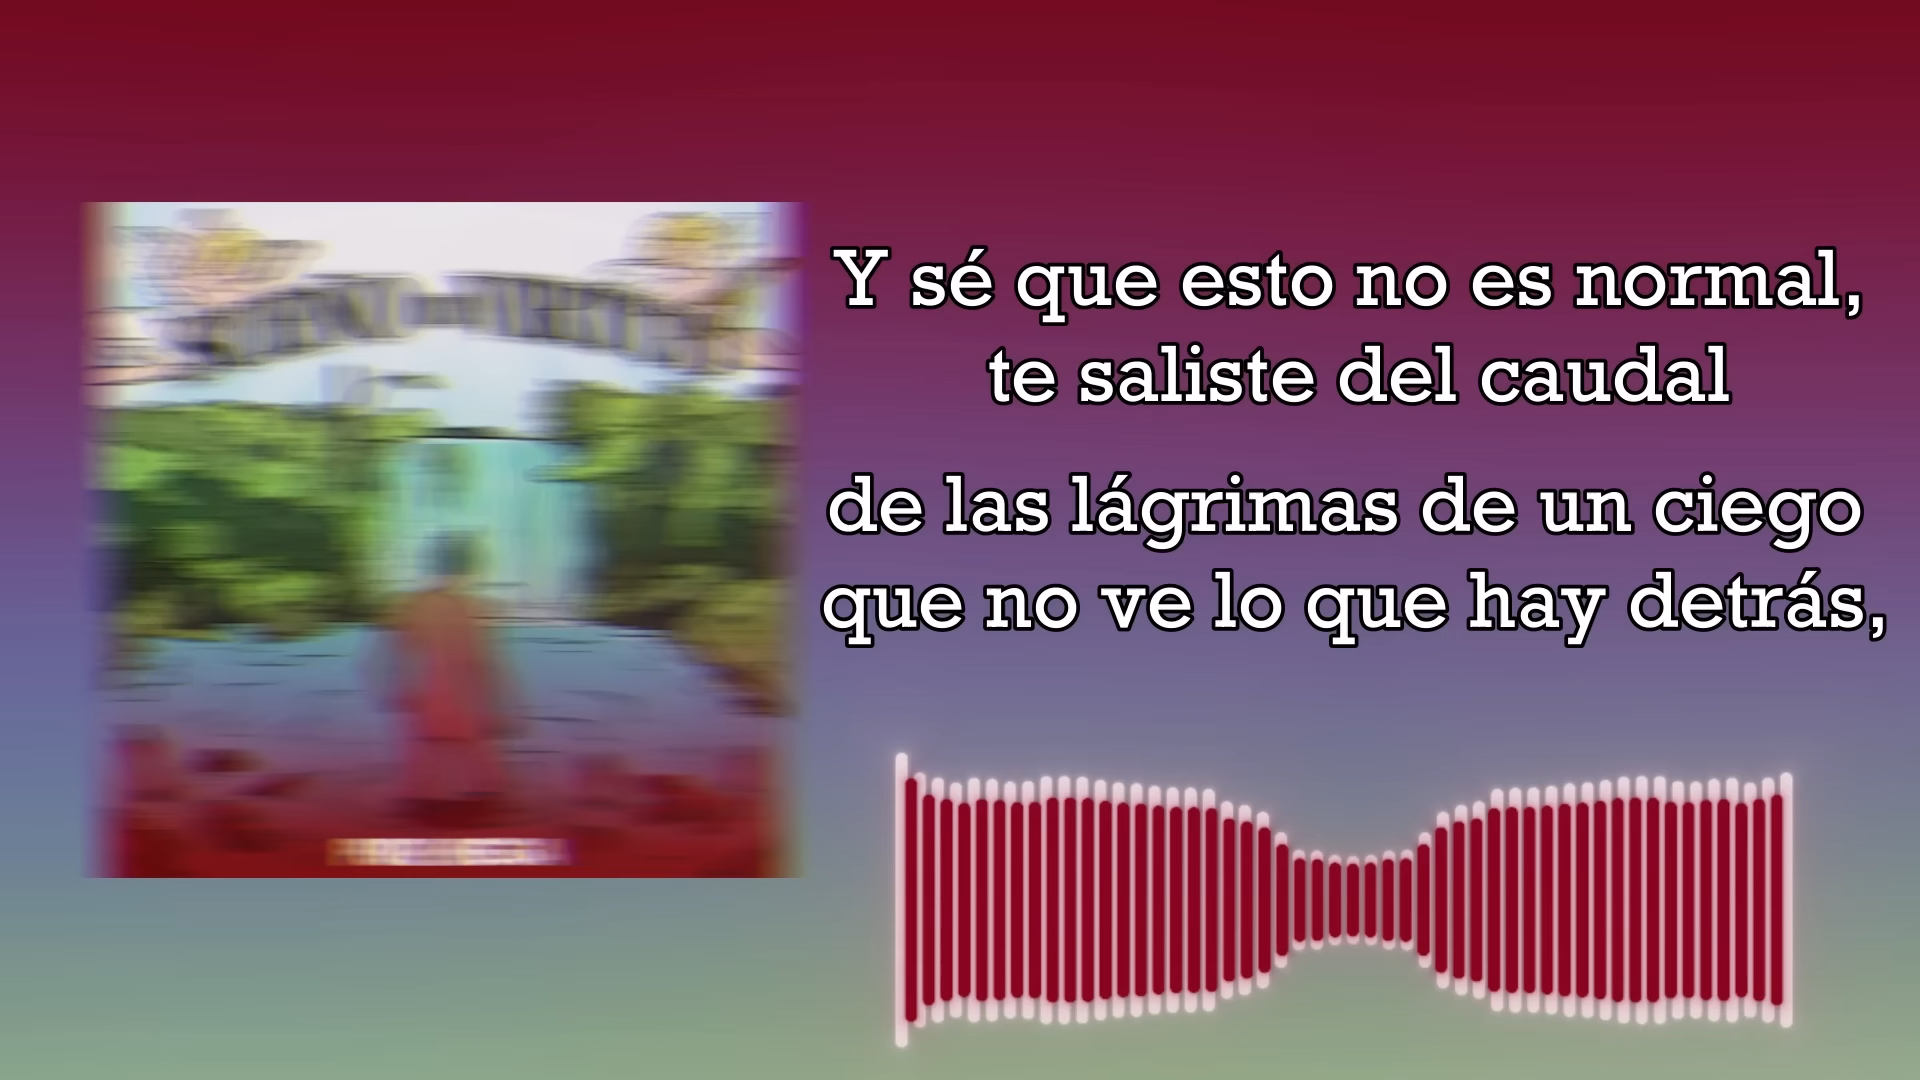 Y sé que esto no es normal,
te saliste del caudal
de las lágrimas de un ciego
que no ve lo que hay detrás,